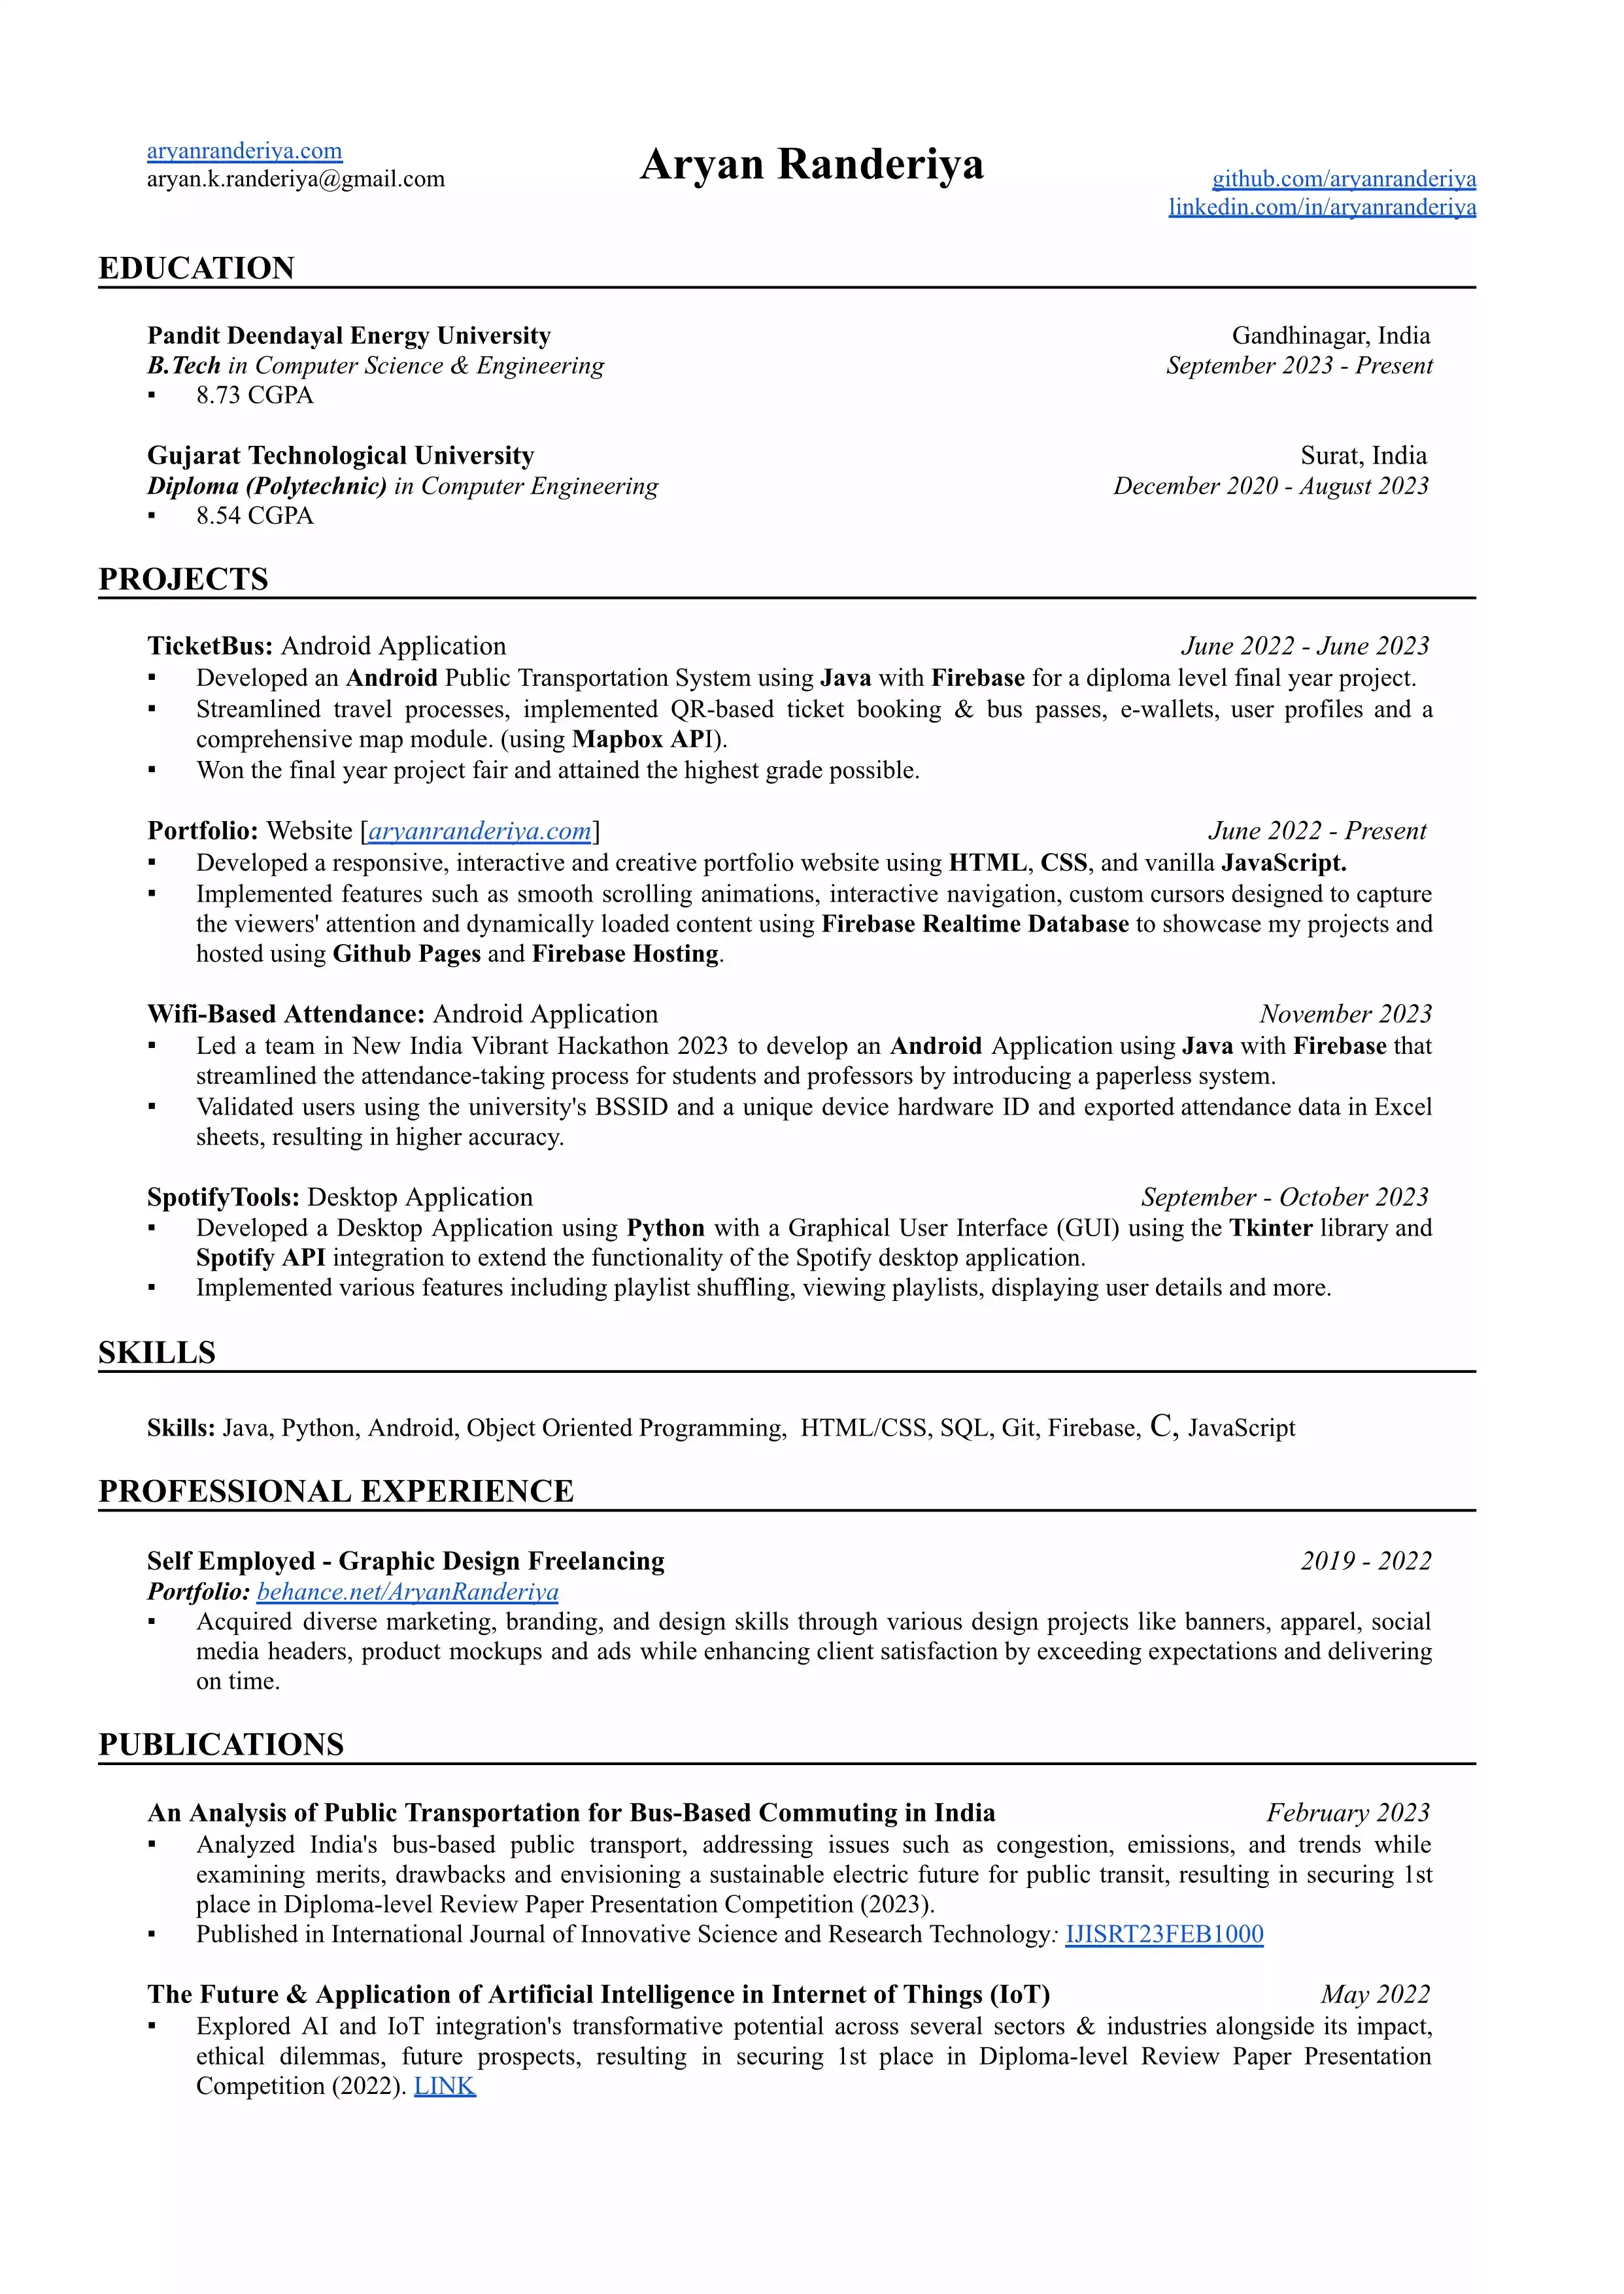 aryanranderiya.com
aryan.k.randeriya@gmail.com
Aryan Randeriya
github.com/aryanranderiya
linkedin.com/in/aryanranderiya
EDUCATION
Pandit Deendayal Energy University Gandhinagar, India
B.Tech in Computer Science & Engineering September 2023 - Present
▪ 8.73 CGPA
Gujarat Technological University Surat, India
Diploma (Polytechnic) in Computer Engineering December 2020 - August 2023
▪ 8.54 CGPA
PROJECTS
TicketBus: Android Application June 2022 - June 2023
▪ Developed an Android Public Transportation System using Java with Firebase for a diploma level final year project.
▪ Streamlined travel processes, implemented QR-based ticket booking & bus passes, e-wallets, user profiles and a
comprehensive map module. (using Mapbox API).
▪ Won the final year project fair and attained the highest grade possible.
Portfolio: Website [aryanranderiya.com] June 2022 - Present
▪ Developed a responsive, interactive and creative portfolio website using HTML, CSS, and vanilla JavaScript.
▪ Implemented features such as smooth scrolling animations, interactive navigation, custom cursors designed to capture
the viewers' attention and dynamically loaded content using Firebase Realtime Database to showcase my projects and
hosted using Github Pages and Firebase Hosting.
Wifi-Based Attendance: Android Application November 2023
▪ Led a team in New India Vibrant Hackathon 2023 to develop an Android Application using Java with Firebase that
streamlined the attendance-taking process for students and professors by introducing a paperless system.
▪ Validated users using the university's BSSID and a unique device hardware ID and exported attendance data in Excel
sheets, resulting in higher accuracy.
SpotifyTools: Desktop Application September - October 2023
▪ Developed a Desktop Application using Python with a Graphical User Interface (GUI) using the Tkinter library and
Spotify API integration to extend the functionality of the Spotify desktop application.
▪ Implemented various features including playlist shuffling, viewing playlists, displaying user details and more.
SKILLS
Skills: Java, Python, Android, Object Oriented Programming, HTML/CSS, SQL, Git, Firebase, C, JavaScript
PROFESSIONAL EXPERIENCE
Self Employed - Graphic Design Freelancing 2019 - 2022
Portfolio: behance.net/AryanRanderiya
▪ Acquired diverse marketing, branding, and design skills through various design projects like banners, apparel, social
media headers, product mockups and ads while enhancing client satisfaction by exceeding expectations and delivering
on time.
PUBLICATIONS
An Analysis of Public Transportation for Bus-Based Commuting in India February 2023
▪ Analyzed India's bus-based public transport, addressing issues such as congestion, emissions, and trends while
examining merits, drawbacks and envisioning a sustainable electric future for public transit, resulting in securing 1st
place in Diploma-level Review Paper Presentation Competition (2023).
▪ Published in International Journal of Innovative Science and Research Technology: IJISRT23FEB1000
The Future & Application of Artificial Intelligence in Internet of Things (IoT) May 2022
▪ Explored AI and IoT integration's transformative potential across several sectors & industries alongside its impact,
ethical dilemmas, future prospects, resulting in securing 1st place in Diploma-level Review Paper Presentation
Competition (2022). LINK